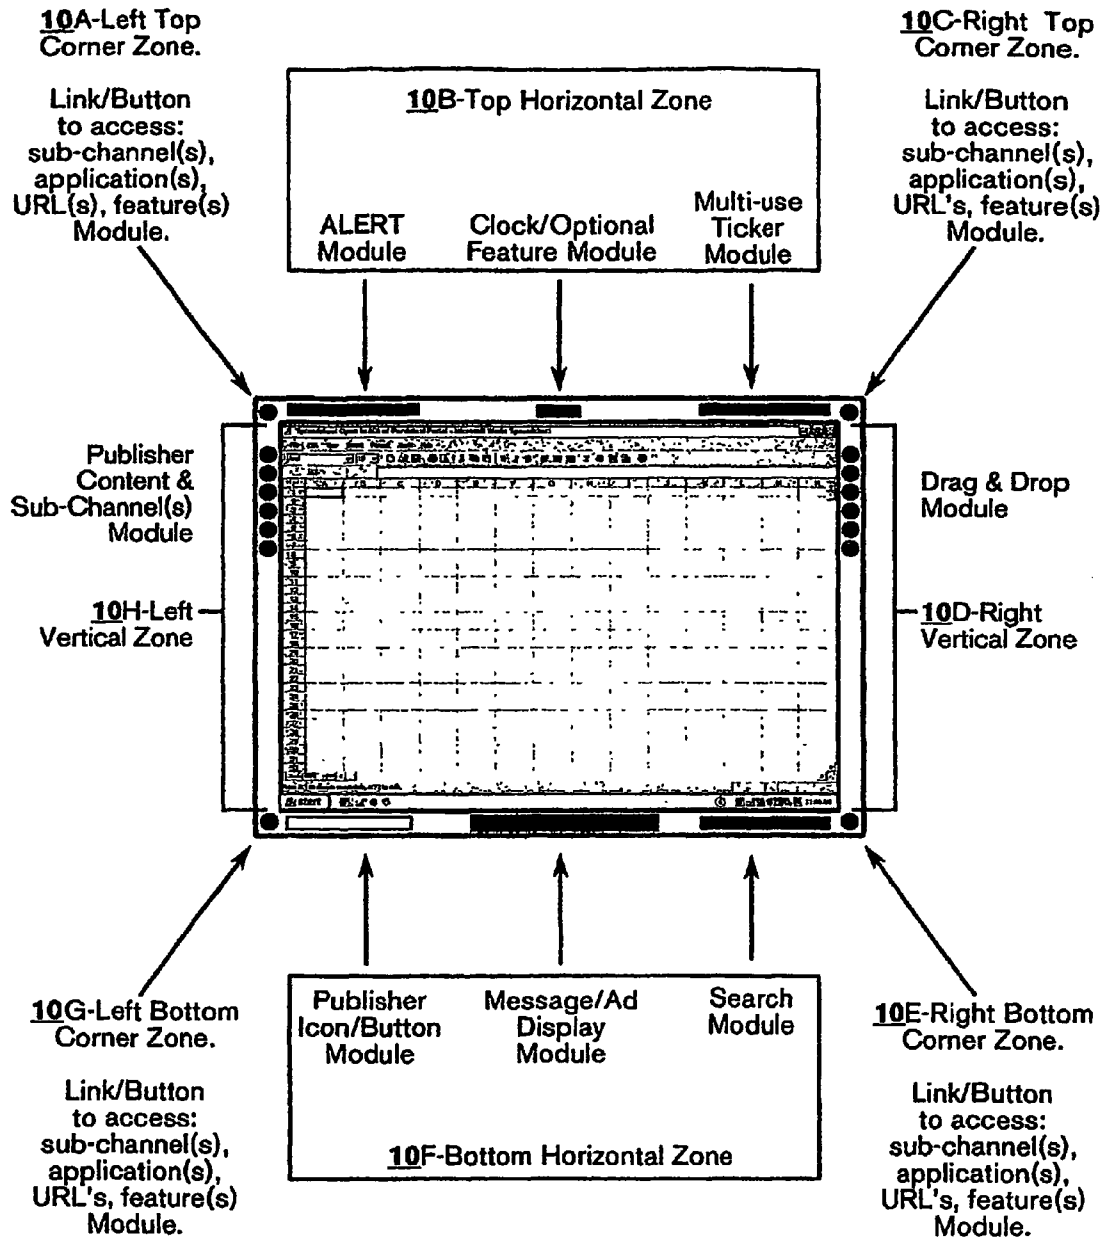 10A-Left Top
Corner Zone.
Link/Button
to access:
sub-channel(s),
application(s),
URL(s), feature(s)
Module.
10B-Top Horizontal Zone
ALERT
Module
Clock/Optional
Feature Module
Multi-use
Ticker
Module
10C-Right Top
Corner Zone.
Link/Button
to access:
sub-channel(s),
application(s),
URL's, feature(s)
Module.
Publisher
Content &
Sub-Channel(s)
Module
10H-Left
Vertical Zone
Drag & Drop
Module
10D-Right
Vertical Zone
start
10G-Left Bottom
Corner Zone.
Link/Button
to access:
sub-channel(s),
application(s),
URL's, feature(s)
Module.
Publisher
Icon/Button
Module
Message/Ad
Display
Module
Search
Module
10F-Bottom Horizontal Zone
10E-Right Bottom
Corner Zone.
Link/Button
to access:
sub-channel(s),
application(s),
URL's, feature(s)
Module.